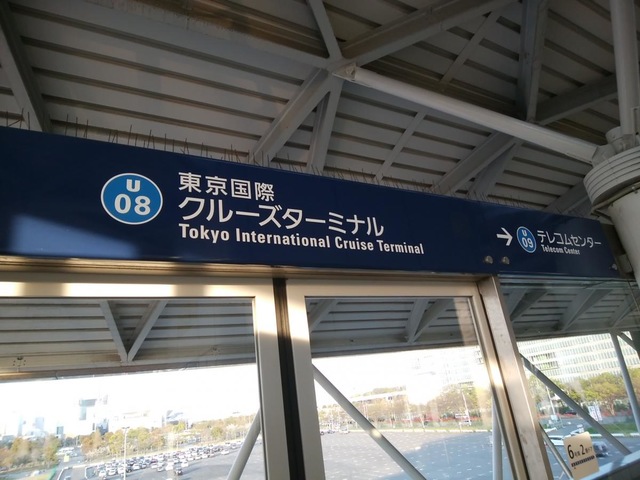 U
08
東京国際
クルーズターミナル
Tokyo International Cruise Terminal
→
U
09
テレコムセンター
Telecom Center